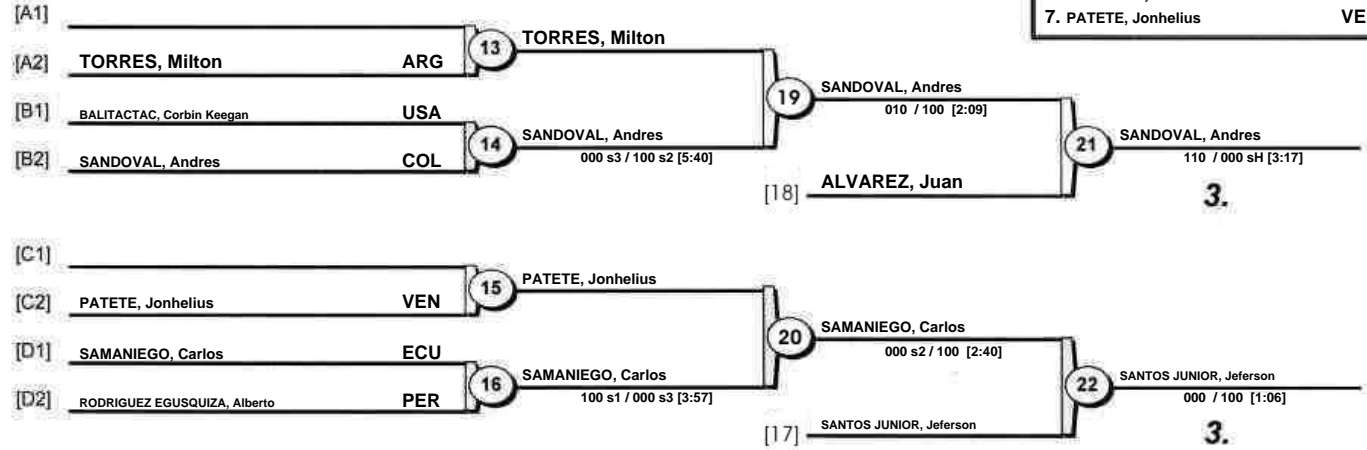 [A1]
7. PATETE, Jonhelius VE
13 TORRES, Milton
[A2] TORRES, Milton ARG
19 SANDOVAL, Andres
010 / 100 [2:09]
[B1] BALITACTAC, Corbin Keegan USA
14 SANDOVAL, Andres
000 s3 / 100 s2 [5:40]
21 SANDOVAL, Andres
110 / 000 sH [3:17]
[B2] SANDOVAL, Andres COL
[18] ALVAREZ, Juan
3.
[C1]
15 PATETE, Jonhelius
[C2] PATETE, Jonhelius VEN
20 SAMANIEGO, Carlos
000 s2 / 100 [2:40]
[D1] SAMANIEGO, Carlos ECU
16 SAMANIEGO, Carlos
100 s1 / 000 s3 [3:57]
22 SANTOS JUNIOR, Jeferson
000 / 100 [1:06]
[D2] RODRIGUEZ EGUSQUIZA, Alberto PER
[17] SANTOS JUNIOR, Jeferson
3.